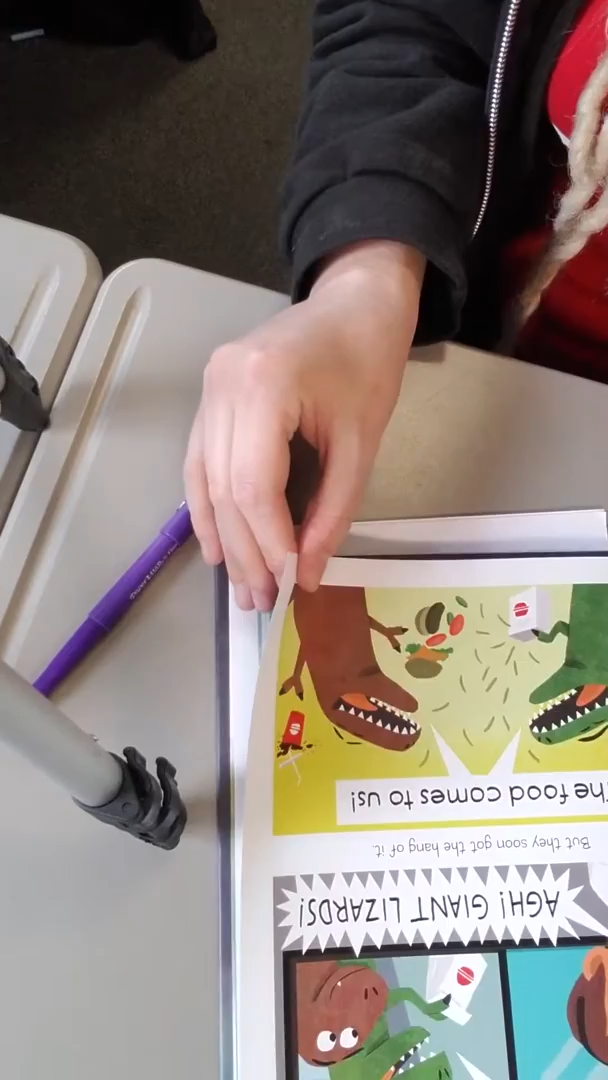 AGH! GIANT LIZARDS!
But they soon got the hang of it.
the food comes to us!